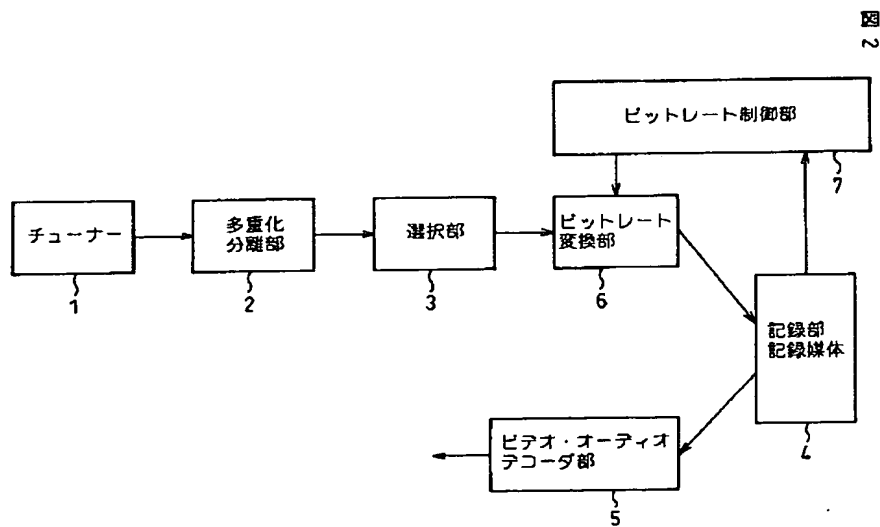 図2
ビットレート制御部
7
チューナー
1
多重化
分離部
2
選択部
3
ビットレート
変換部
6
記録部
記録媒体
4
ビデオ・オーディオ
デコーダ部
5